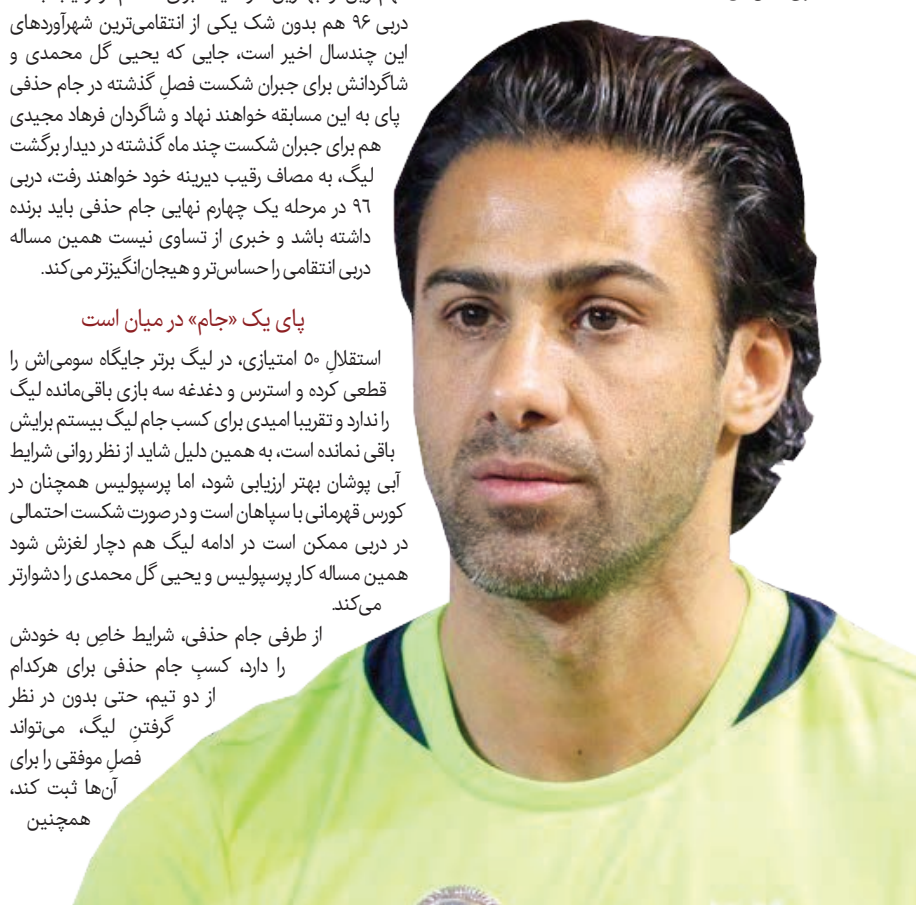 دربی ۹۶ هم بدون شک یکی از انتقامی‌ترین شهرآوردهای
این چندسال اخیر است، جایی که یحیی گل محمدی و
شاگردانش برای جبران شکست فصلِ گذشته در جام حذفی
پای به این مسابقه خواهند نهاد و شاگردان فرهاد مجیدی
هم برای جبران شکست چند ماه گذشته در دیدار برگشت
لیگ، به مصاف رقیب دیرینه خود خواهند رفت، دربی
۹۶ در مرحله یک چهارم نهایی جام حذفی باید برنده
داشته باشد و خبری از تساوی نیست همین مساله
دربی انتقامی را حساس‌تر و هیجان‌انگیزتر می‌کند.
پای یک «جام» در میان است
استقلالِ ۵۰ امتیازی، در لیگ برتر جایگاه سومی‌اش را
قطعی کرده و استرس و دغدغه سه بازی باقی‌مانده لیگ
را ندارد و تقریبا امیدی برای کسب جام لیگ بیستم برایش
باقی نمانده است، به همین دلیل شاید از نظر روانی شرایط
آبی پوشان بهتر ارزیابی شود، اما پرسپولیس همچنان در
کورس قهرمانی با سپاهان است و در صورت شکست احتمالی
در دربی ممکن است در ادامه لیگ هم دچار لغزش شود
همین مساله کار پرسپولیس و یحیی گل محمدی را دشوارتر
می‌کند.
از طرفی جام حذفی، شرایط خاصِ به خودش
را دارد، کسبِ جام حذفی برای هرکدام
از دو تیم، حتی بدون در نظر
گرفتنِ لیگ، می‌تواند
فصلِ موفقی را برای
آن‌ها ثبت کند،
همچنین